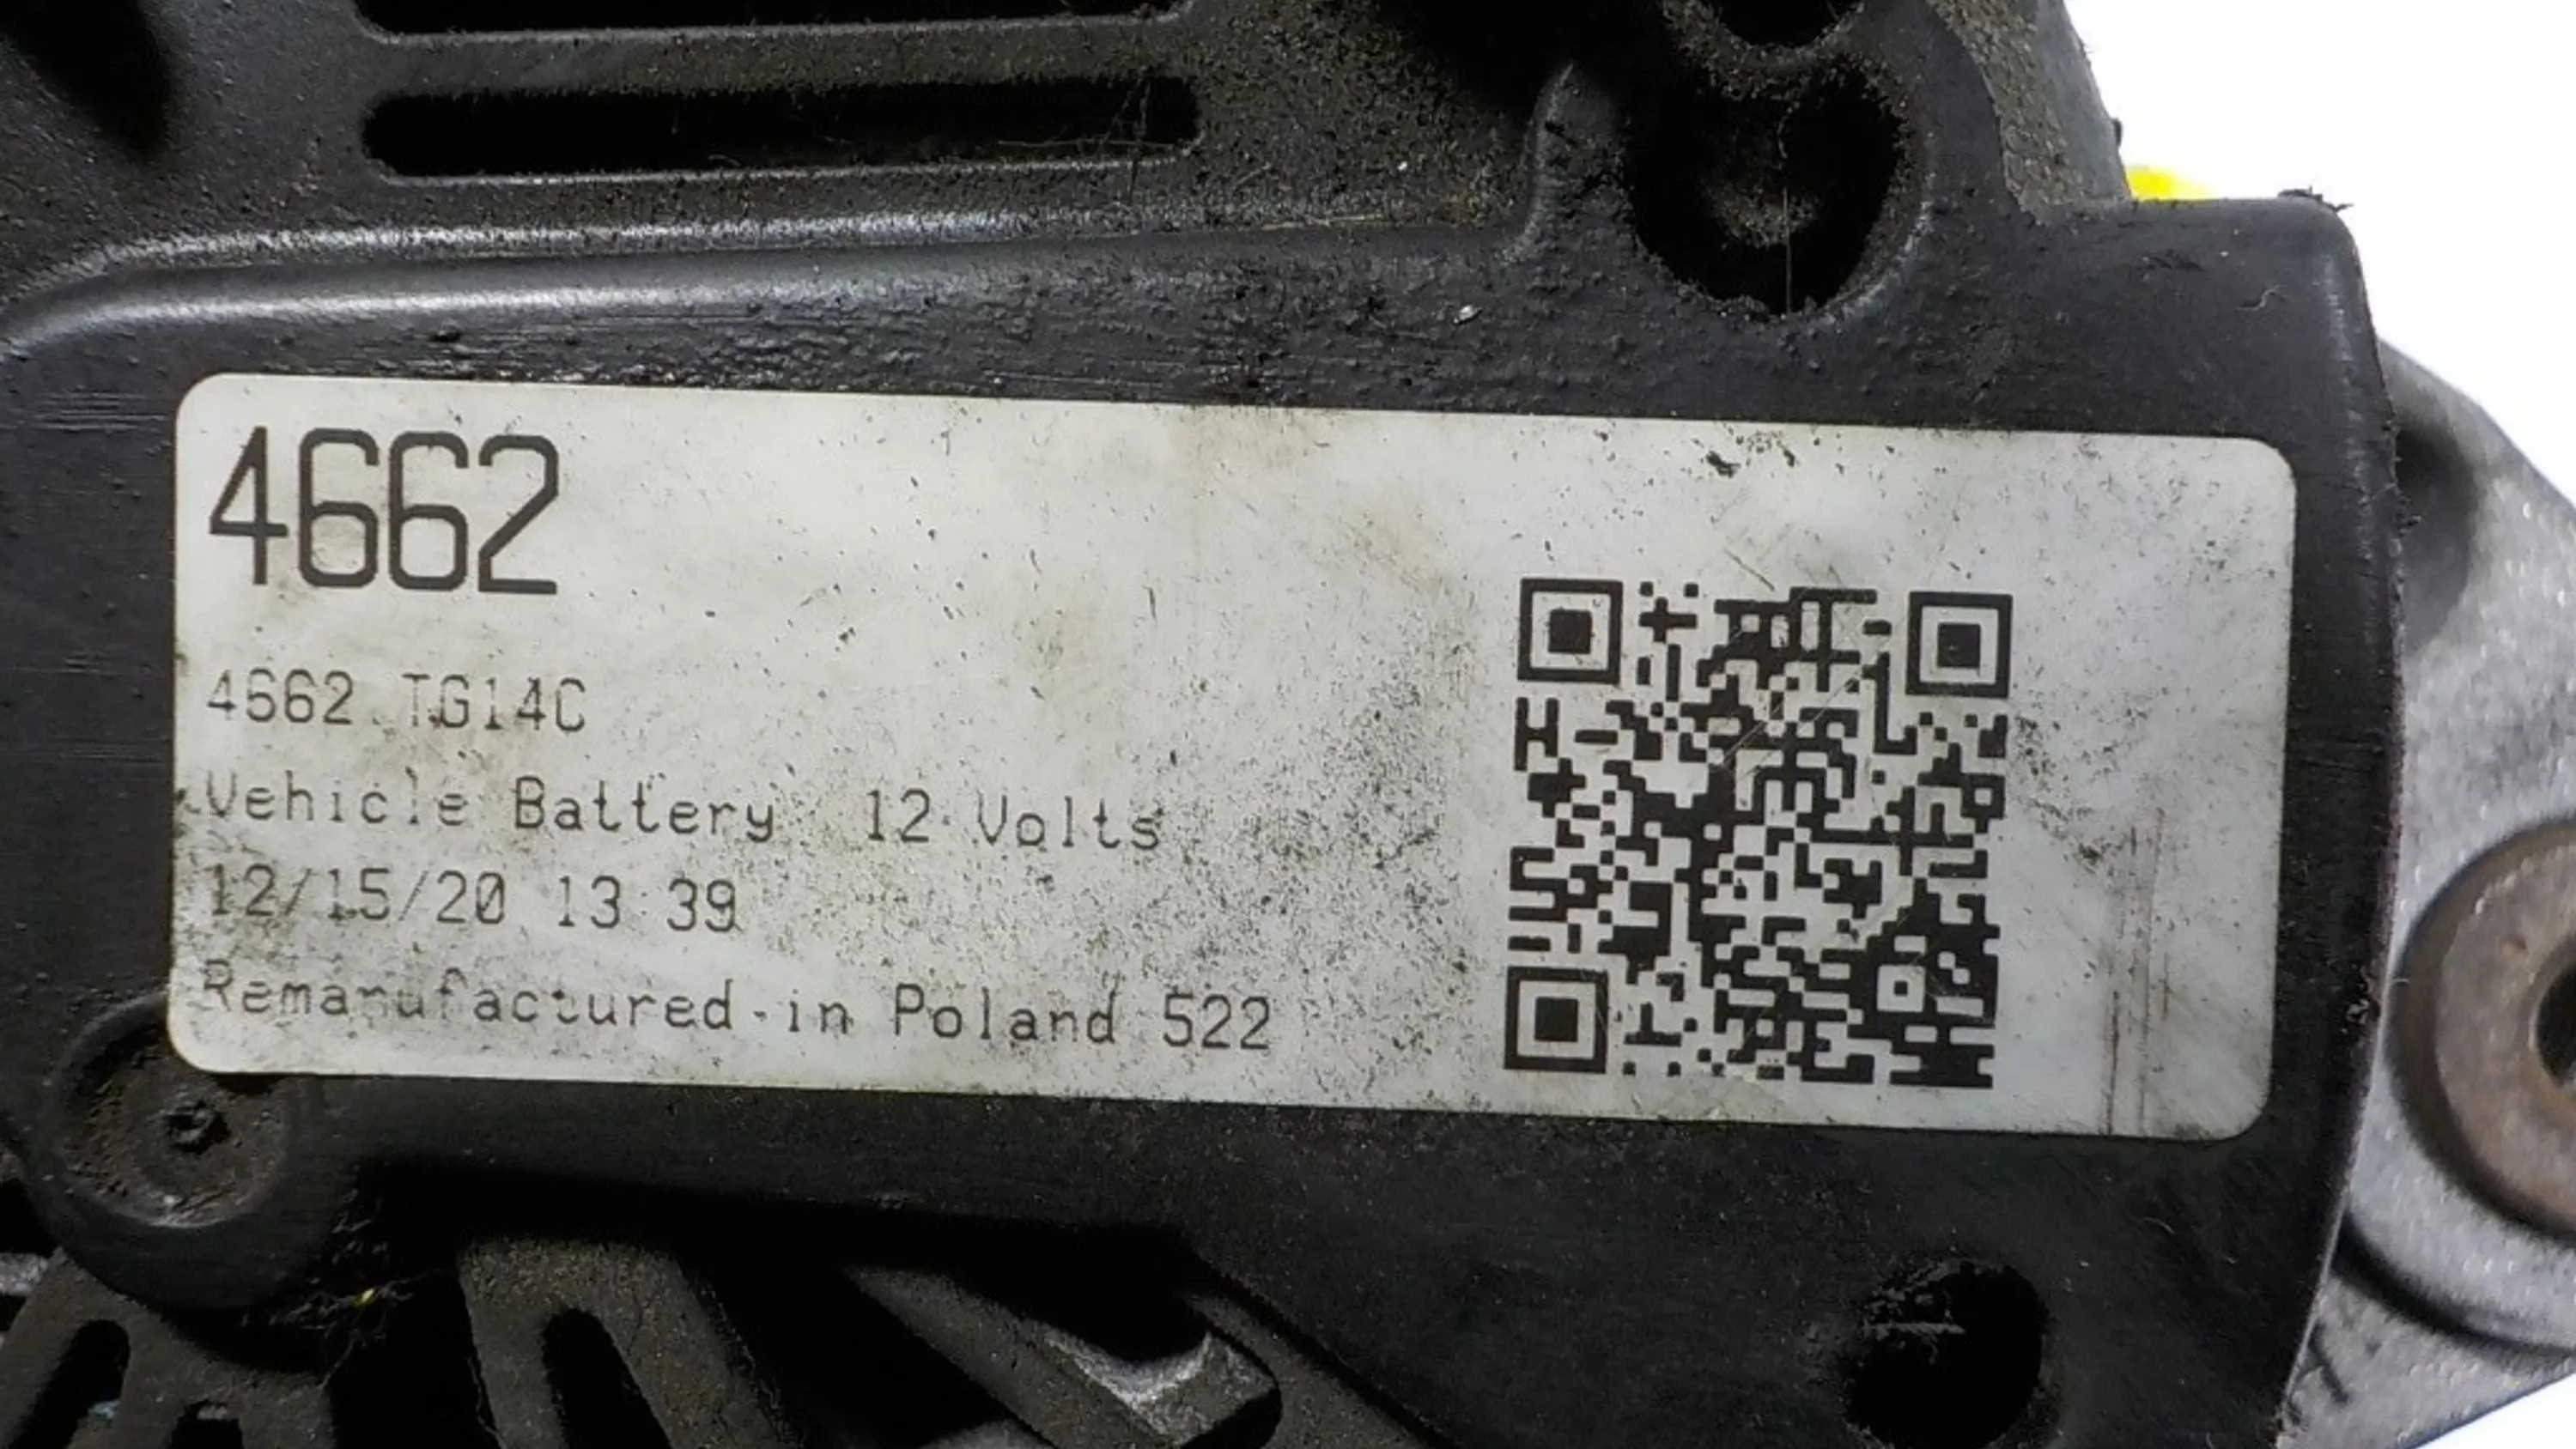 4662
4662 TG14C
Vehicle Battery 12 Volts
12/15/20 13:39
Remanufactured in Poland 522